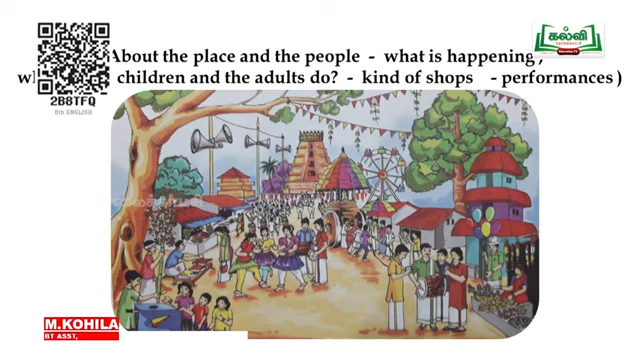 கல்வி
About the place and the people - what is happening,
children and the adults do? - kind of shops - performances )
2B8TFQ
6th ENGLISH
M.KOHILA
BT ASST,